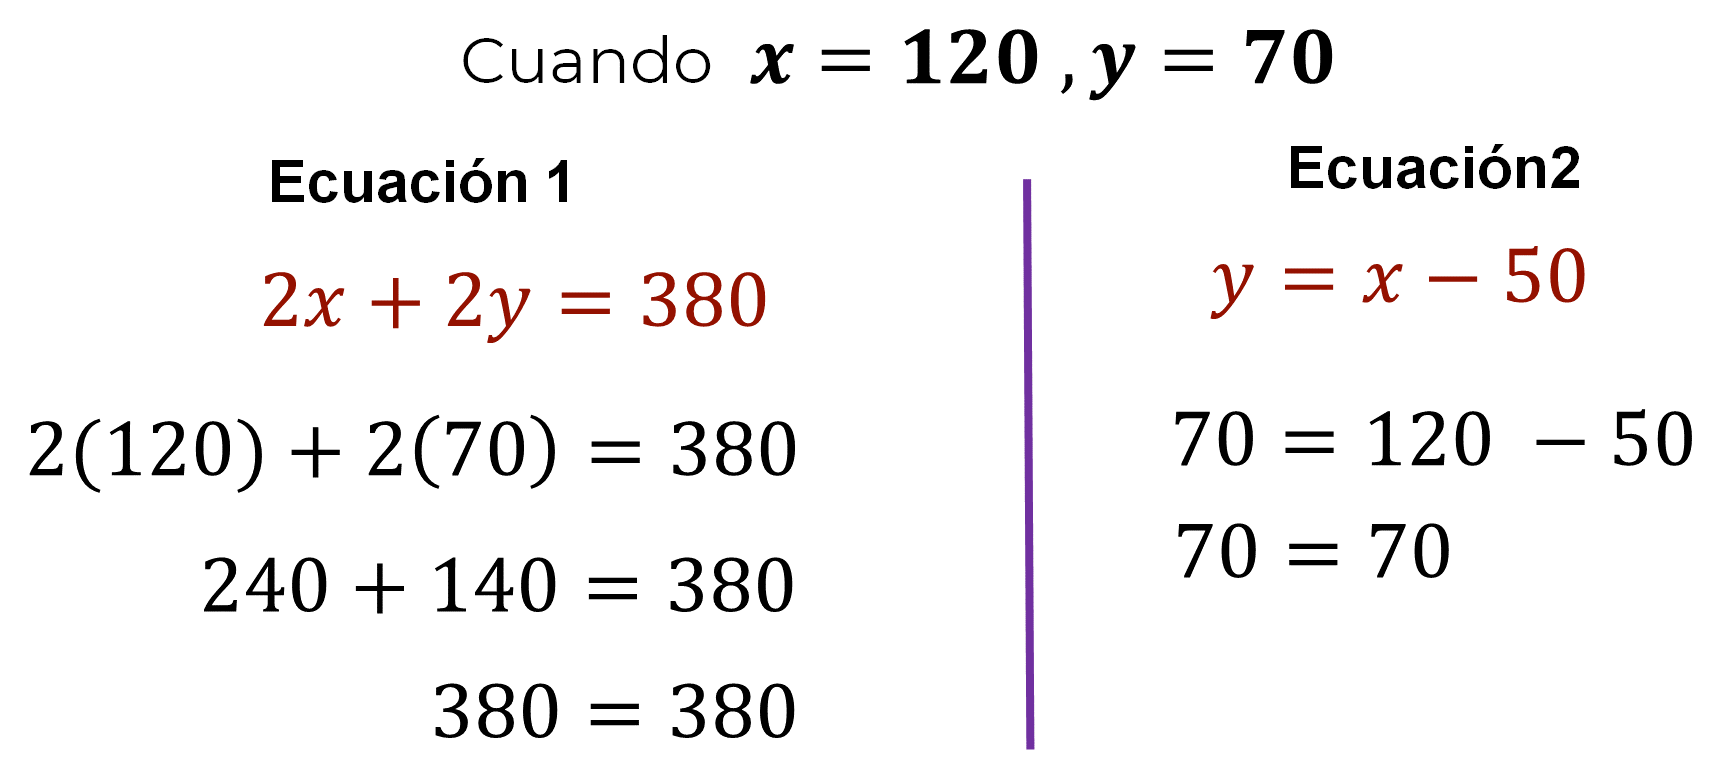 Cuando x = 120 , y = 70
Ecuación 1
2x + 2y = 380
2(120) + 2(70) = 380
240 + 140 = 380
380 = 380
Ecuación2
y = x − 50
70 = 120 − 50
70 = 70